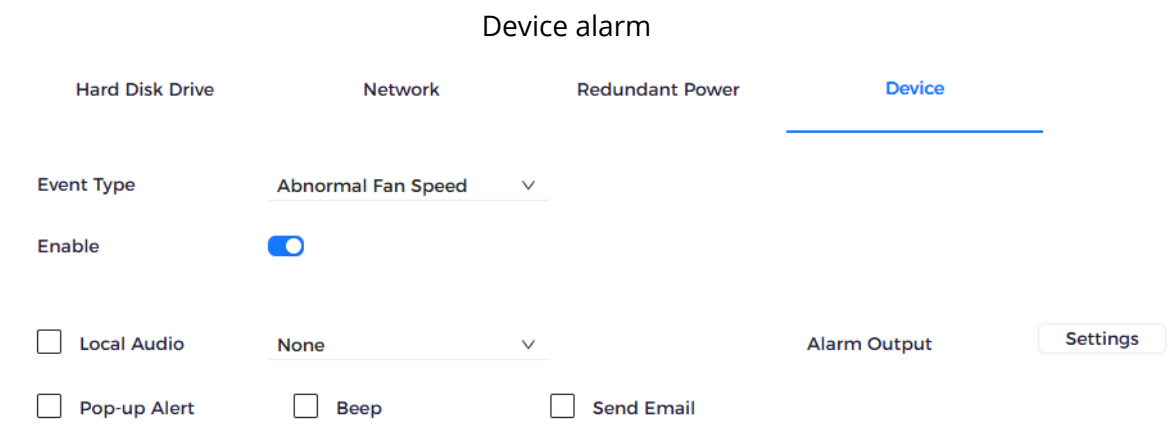 Device alarm
Hard Disk Drive Network Redundant Power Device
Event Type Abnormal Fan Speed
Enable
Local Audio None Alarm Output Settings
Pop-up Alert Beep Send Email